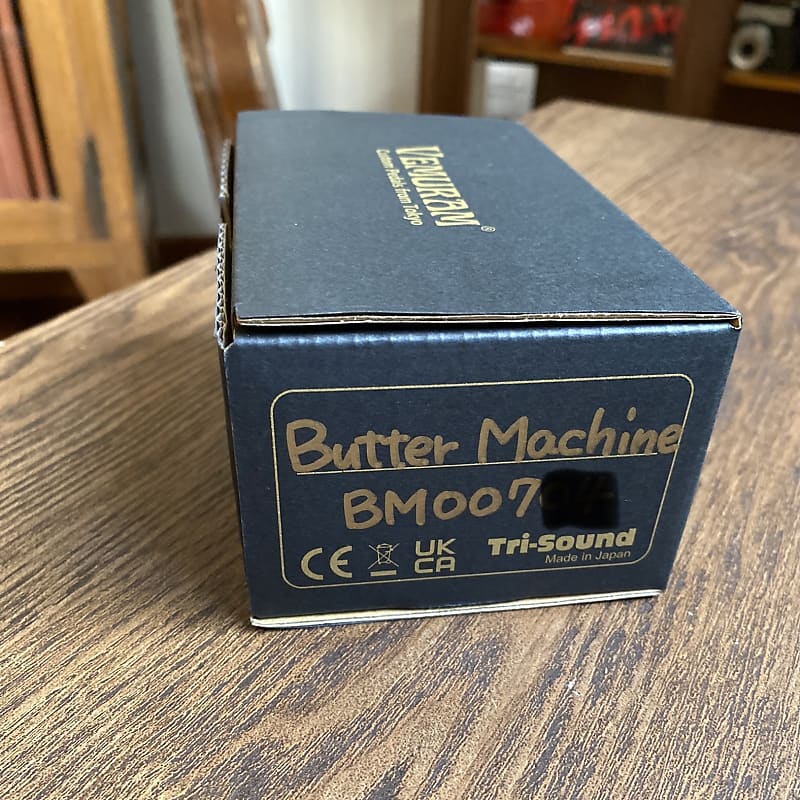 VEMURAM®
Custom Pedals from Tokyo
Butter Machine
BM007
CE
UK
CA
Tri-Sound
Made in Japan